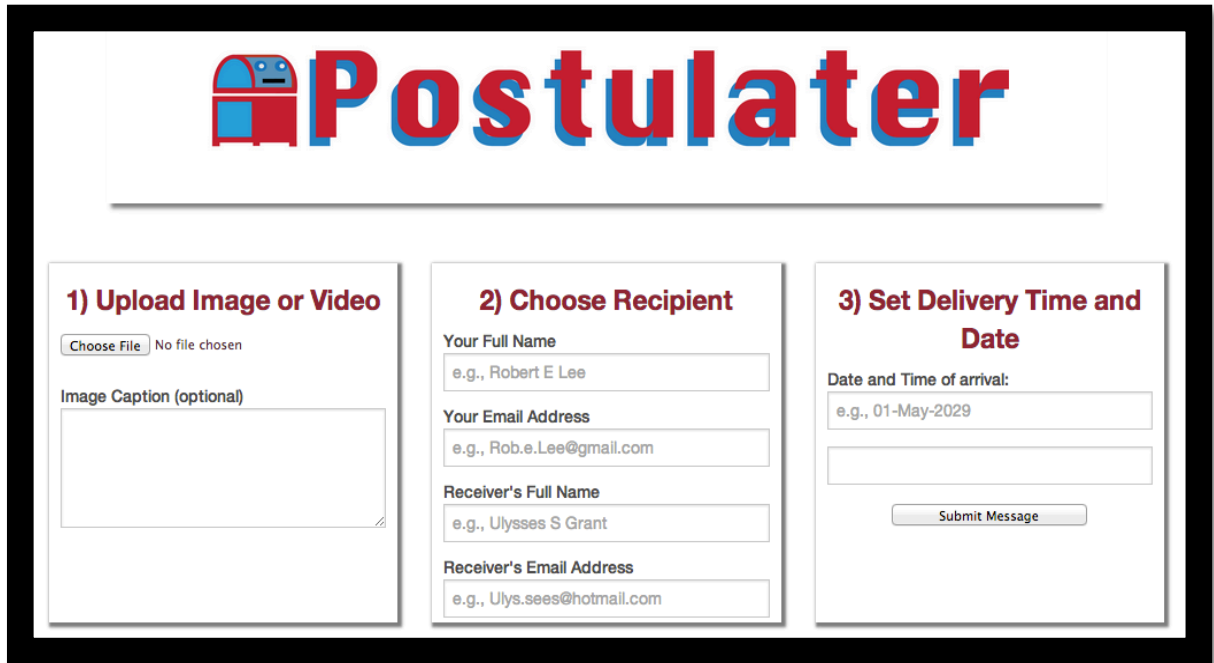 Postulater
1) Upload Image or Video
Choose File No file chosen
Image Caption (optional)
2) Choose Recipient
Your Full Name
e.g., Robert E Lee
Your Email Address
e.g., Rob.e.Lee@gmail.com
Receiver's Full Name
e.g., Ulysses S Grant
Receiver's Email Address
e.g., Ulys.sees@hotmail.com
3) Set Delivery Time and
Date
Date and Time of arrival:
e.g., 01-May-2029
Submit Message